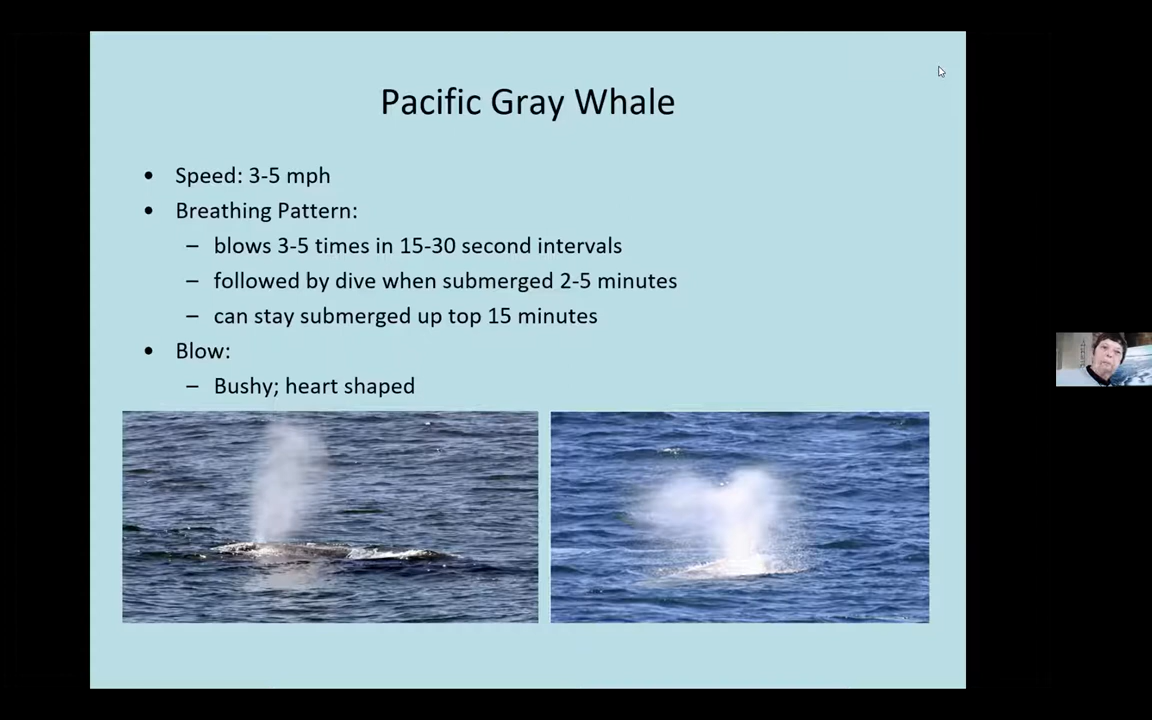 Pacific Gray Whale
• Speed: 3-5 mph
• Breathing Pattern:
– blows 3-5 times in 15-30 second intervals
– followed by dive when submerged 2-5 minutes
– can stay submerged up top 15 minutes
• Blow:
– Bushy; heart shaped